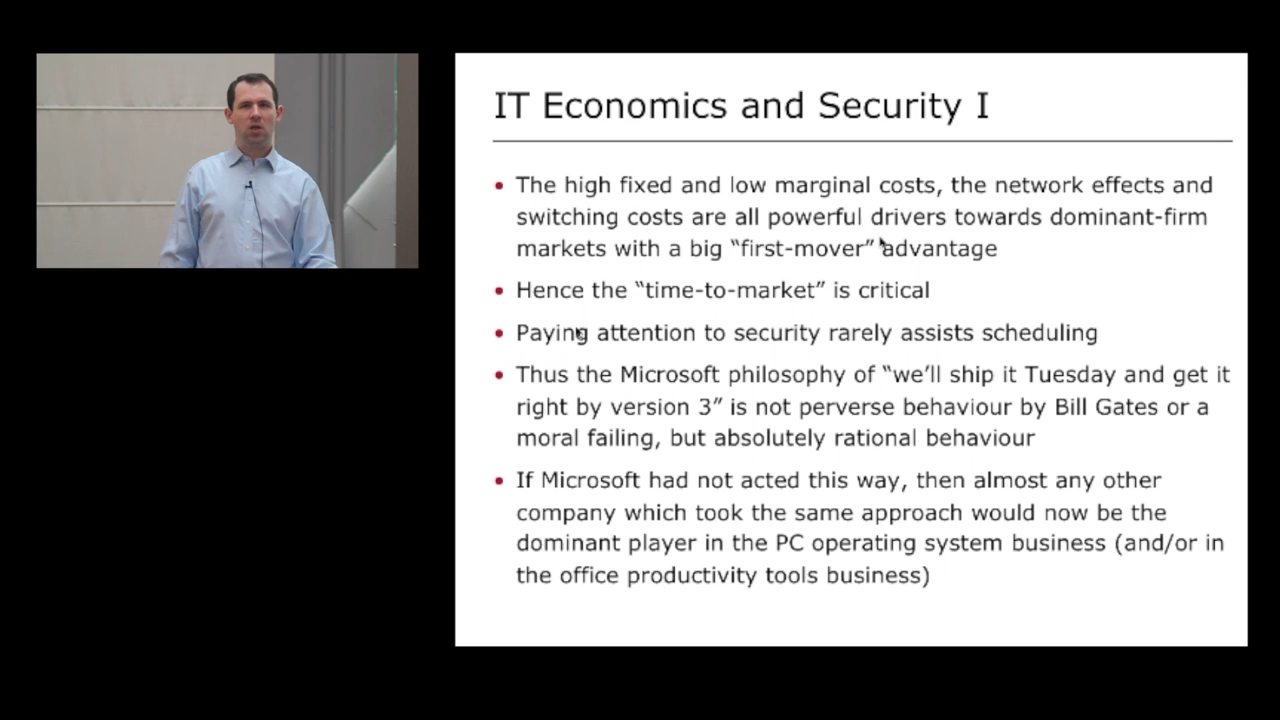 IT Economics and Security I
• The high fixed and low marginal costs, the network effects and
switching costs are all powerful drivers towards dominant-firm
markets with a big “first-mover” advantage
• Hence the “time-to-market” is critical
• Paying attention to security rarely assists scheduling
• Thus the Microsoft philosophy of “we’ll ship it Tuesday and get it
right by version 3” is not perverse behaviour by Bill Gates or a
moral failing, but absolutely rational behaviour
• If Microsoft had not acted this way, then almost any other
company which took the same approach would now be the
dominant player in the PC operating system business (and/or in
the office productivity tools business)